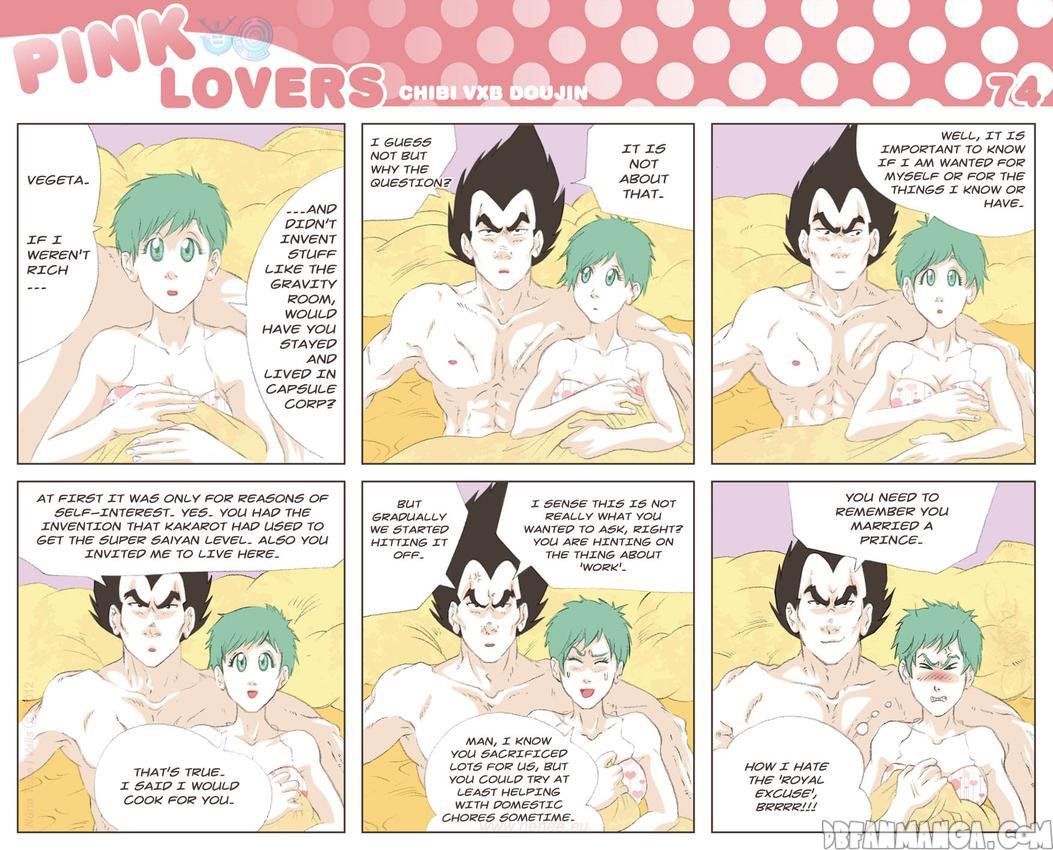 PINK
LOVERS
CHIBI VXB DOUJIN
74
VEGETA.
IF I
WEREN'T
RICH
...
...AND
DIDN'T
INVENT
STUFF
LIKE THE
GRAVITY
ROOM,
WOULD
HAVE YOU
STAYED
AND
LIVED IN
CAPSULE
CORP?
I GUESS
NOT BUT
WHY THE
QUESTION?
IT IS
NOT
ABOUT
THAT.
WELL, IT IS
IMPORTANT TO KNOW
IF I AM WANTED FOR
MYSELF OR FOR THE
THINGS I KNOW OR
HAVE.
AT FIRST IT WAS ONLY FOR REASONS OF
SELF-INTEREST. YES. YOU HAD THE
INVENTION THAT KAKAROT HAD USED TO
GET THE SUPER SAIYAN LEVEL. ALSO YOU
INVITED ME TO LIVE HERE.
THAT'S TRUE.
I SAID I WOULD
COOK FOR YOU.
BUT
GRADUALLY
WE STARTED
HITTING IT
OFF.
I SENSE THIS IS NOT
REALLY WHAT YOU
WANTED TO ASK, RIGHT?
YOU ARE HINTING ON
THE THING ABOUT
'WORK'.
MAN, I KNOW
YOU SACRIFICED
LOTS FOR US, BUT
YOU COULD TRY AT
LEAST HELPING
WITH DOMESTIC
CHORES SOMETIME.
YOU NEED TO
REMEMBER YOU
MARRIED A
PRINCE.
HOW I HATE
THE 'ROYAL
EXCUSE',
BRRRR!!!
DBFANMANGA.COM